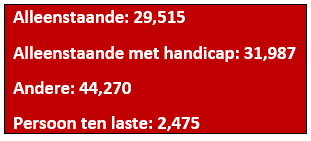 Alleenstaande: 29,515
Alleenstaande met handicap: 31,987
Andere: 44,270
Persoon ten laste: 2,475